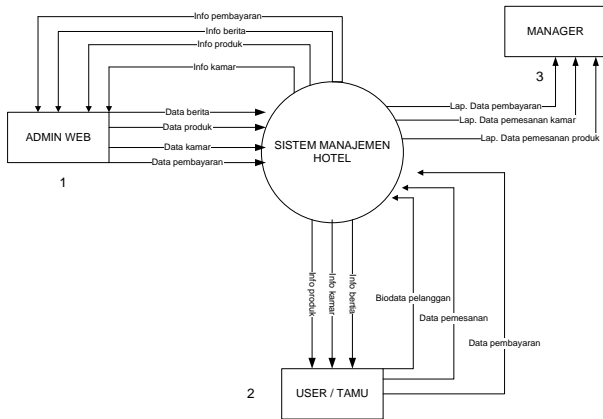 Info pembayaran
Info berita
Info produk
Info kamar
MANAGER
3
ADMIN WEB
1
Data berita
Data produk
Data kamar
Data pembayaran
SISTEM MANAJEMEN
HOTEL
Lap. Data pembayaran
Lap. Data pemesanan kamar
Lap. Data pemesanan produk
Info produk
Info kamar
Info bertia
Biodata pelanggan
Data pemesanan
Data pembayaran
2
USER / TAMU